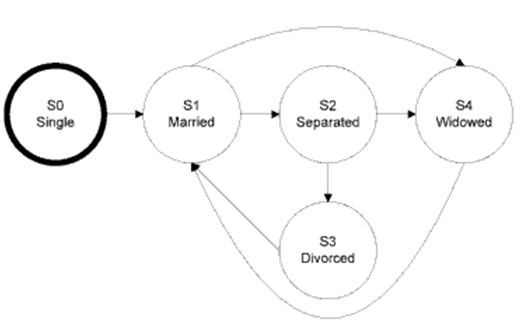 S0
Single
S1
Married
S2
Separated
S4
Widowed
S3
Divorced